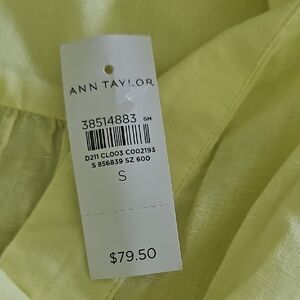 ANN TAYLOR
38514883 GM
D211 CL003 C002193
S 856839 SZ 600
S
$79.50